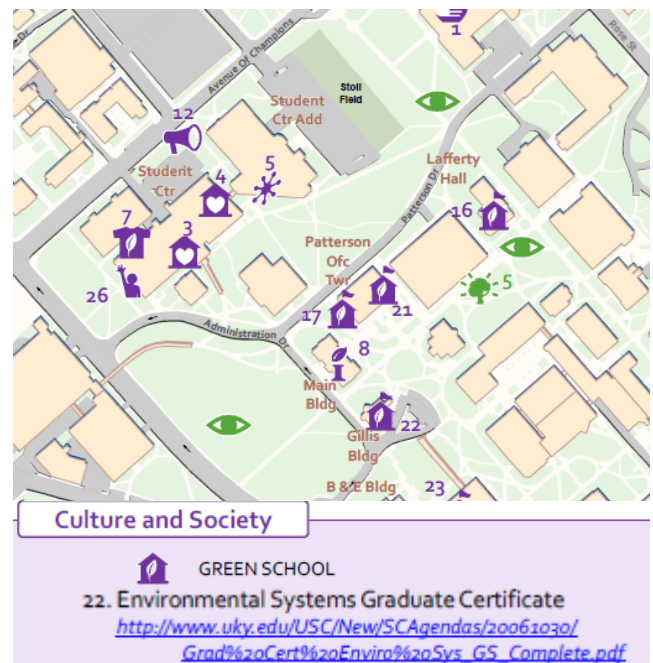 1
Rose St
Dr
Avenue Of Champions
Stoll
Field
Student
Ctr Add
12
Student
Ctr
4
5
Lafferty
Hall
Patterson Dr
16
7
3
Patterson
Ofc
Twr
5
26
17
21
Administration Dr
8
Main
Bldg
22
Gillis
Bldg
B & E Bldg
23
Culture and Society
GREEN SCHOOL
22. Environmental Systems Graduate Certificate
http://www.uky.edu/USC/New/SCAgendas/20061030/
Grad%20Cert%20Enviro%20Sys_GS_Complete.pdf